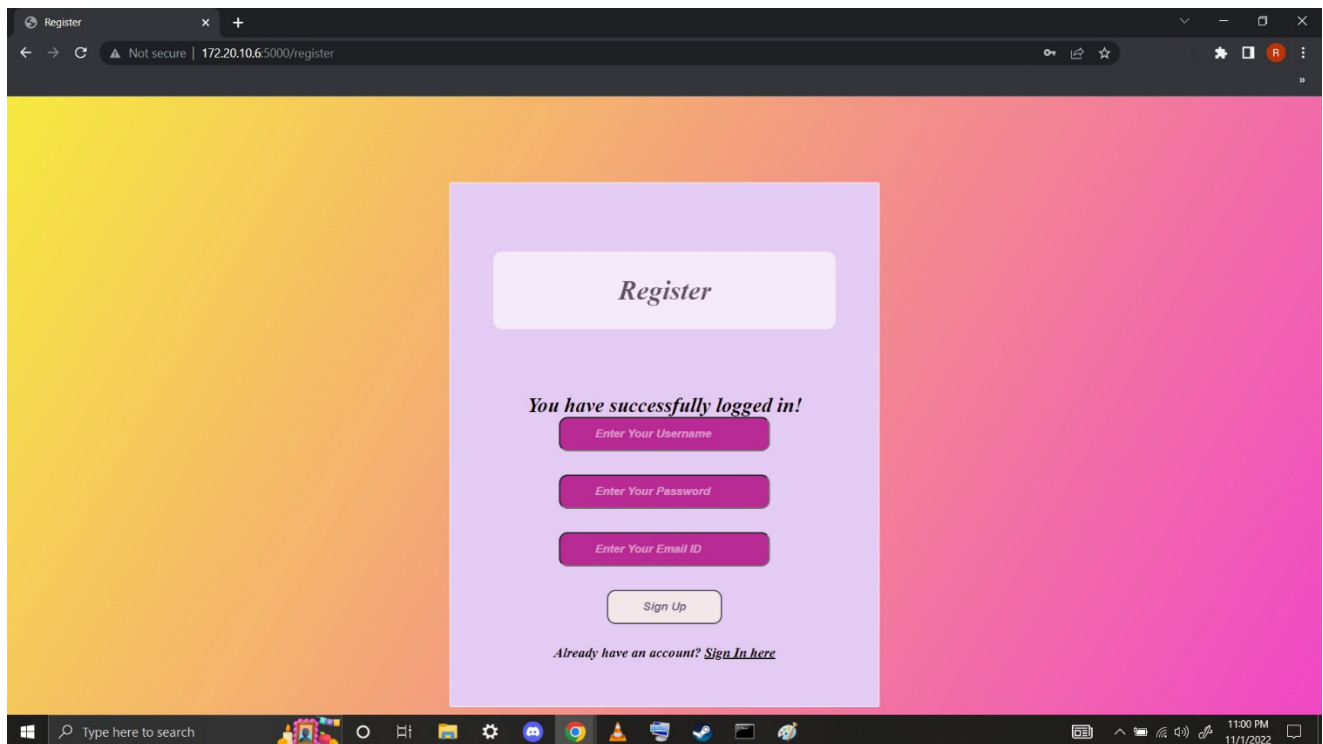 Register
Not secure | 172.20.10.6:5000/register
R
Register
You have successfully logged in!
Enter Your Username
Enter Your Password
Enter Your Email ID
Sign Up
Already have an account? Sign In here
Type here to search
11:00 PM
11/1/2022